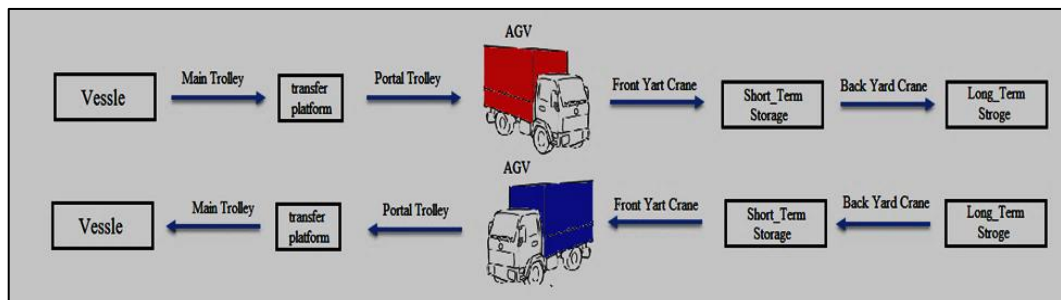 AGV
Vessle
Main Trolley
transfer
platform
Portal Trolley
Front Yart Crane
Short_Term
Storage
Back Yard Crane
Long_Term
Stroge
AGV
Vessle
Main Trolley
transfer
platform
Portal Trolley
Front Yart Crane
Short_Term
Storage
Back Yard Crane
Long_Term
Stroge